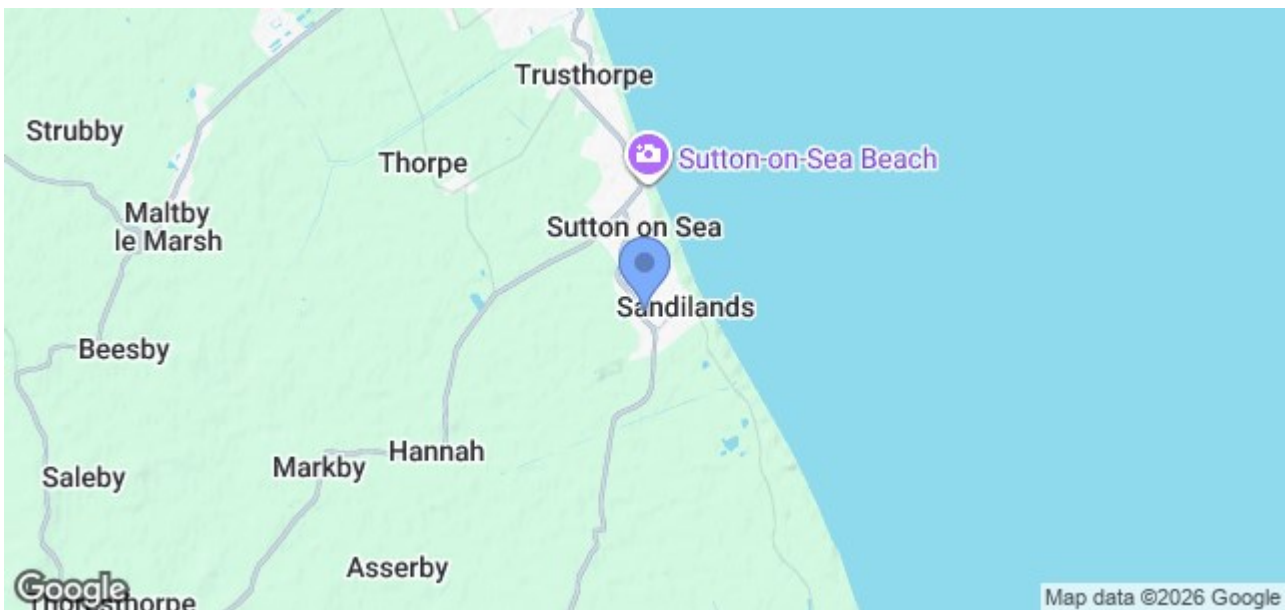 Trusthorpe
Strubby
Thorpe
Sutton-on-Sea Beach
Maltby
le Marsh
Sutton on Sea
Sandilands
Beesby
Hannah
Markby
Saleby
Asserby
Google
Thoresthorpe
Map data ©2026 Google